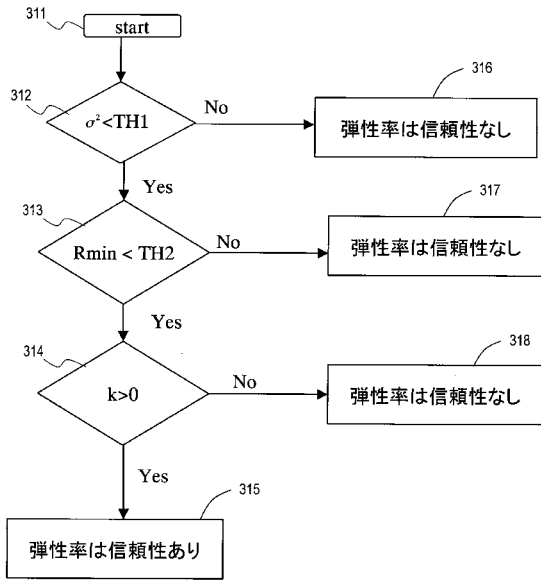 311
start
312
σ²<TH1
No
316
弾性率は信頼性なし
Yes
313
Rmin < TH2
No
317
弾性率は信頼性なし
Yes
314
k>0
No
318
弾性率は信頼性なし
Yes
315
弾性率は信頼性あり